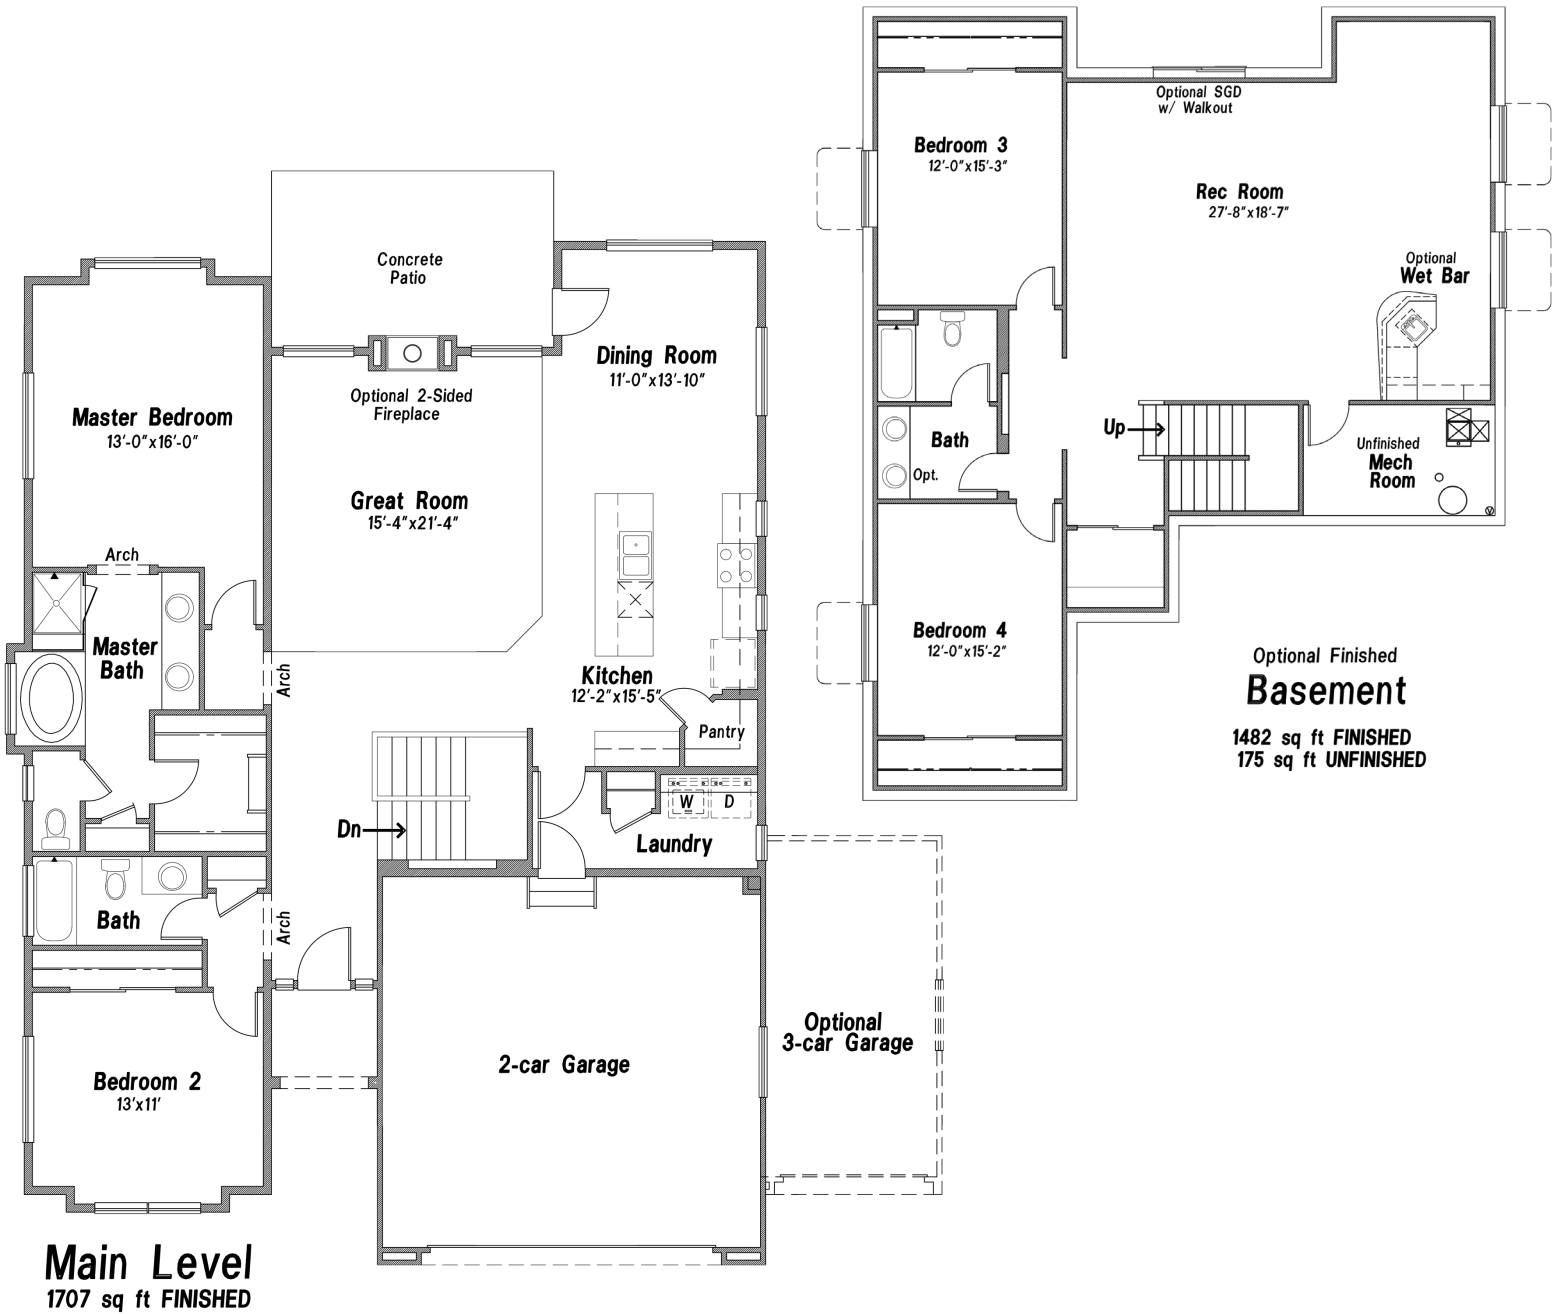 Concrete
Patio
Optional 2-Sided
Fireplace
Dining Room
11'-0"x13'-10"
Master Bedroom
13'-0"x16'-0"
Great Room
15'-4"x21'-4"
Arch
Master
Bath
Arch
Kitchen
12'-2"x15'-5"
Pantry
Dn
W
D
Laundry
Bath
Arch
Bedroom 2
13'x11'
2-car Garage
Optional
3-car Garage
Main Level
1707 sq ft FINISHED
Optional SGD
w/ Walkout
Bedroom 3
12'-0"x15'-3"
Rec Room
27'-8"x18'-7"
Optional
Wet Bar
Up
Bath
Opt.
Unfinished
Mech
Room
V
Bedroom 4
12'-0"x15'-2"
Optional Finished
Basement
1482 sq ft FINISHED
175 sq ft UNFINISHED